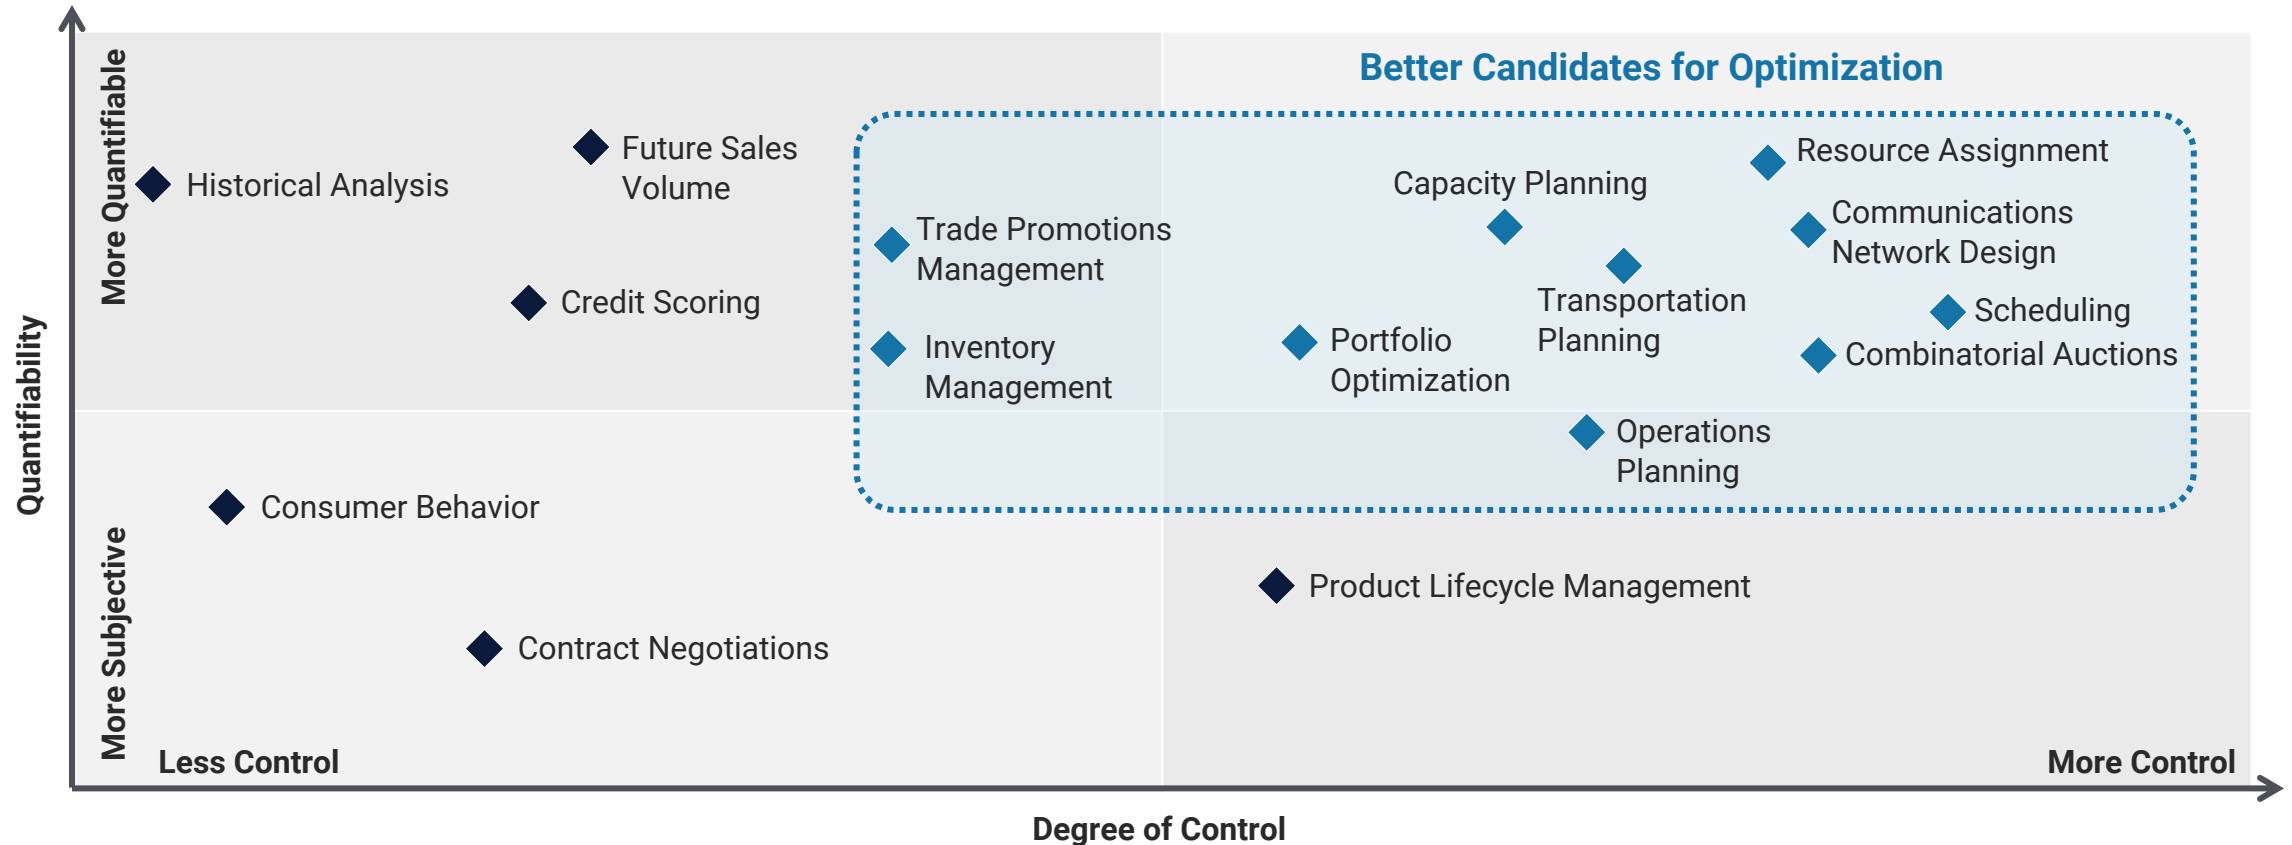 Better Candidates for Optimization
More Quantifiable
Quantifiability
More Subjective
Historical Analysis
Future Sales
Volume
Credit Scoring
Trade Promotions
Management
Inventory
Management
Capacity Planning
Resource Assignment
Communications
Network Design
Transportation
Planning
Scheduling
Portfolio
Optimization
Combinatorial Auctions
Operations
Planning
Consumer Behavior
Product Lifecycle Management
Contract Negotiations
Less Control
More Control
Degree of Control